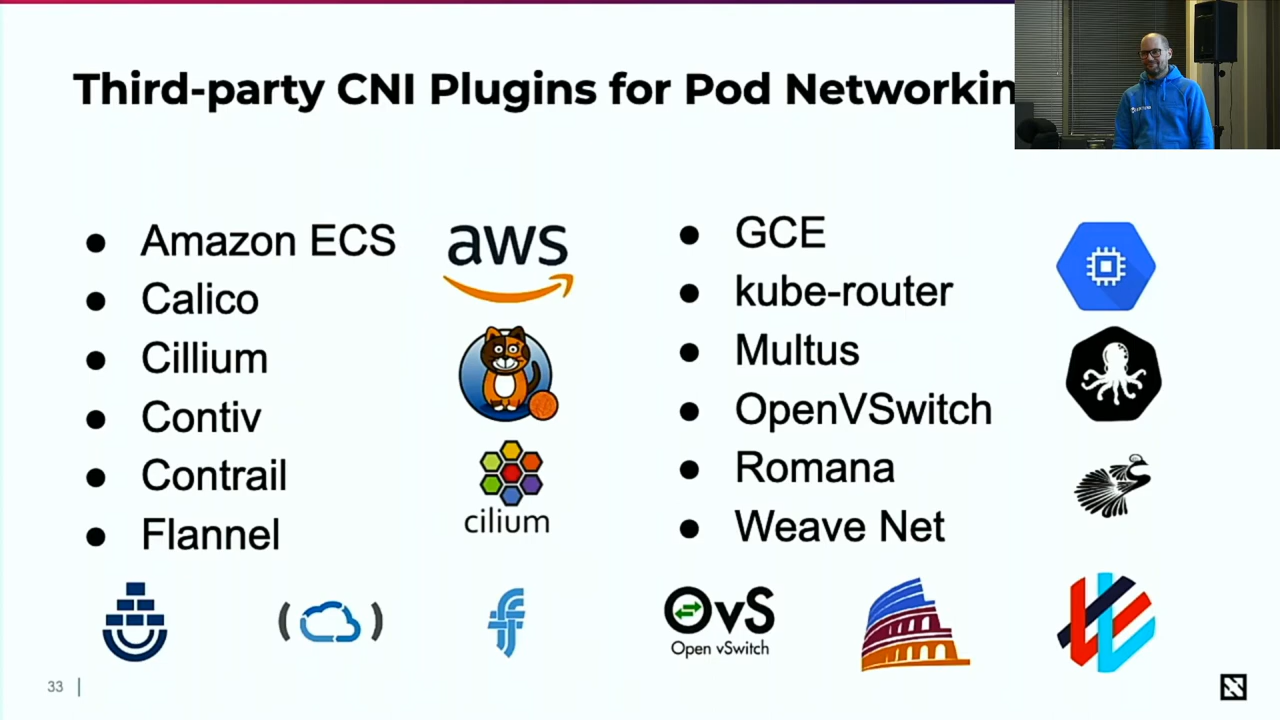 Third-party CNI Plugins for Pod Networkin
Amazon ECS
Calico
Cillium
Contiv
Contrail
Flannel
aws
cilium
GCE
kube-router
Multus
OpenVSwitch
Romana
Weave Net
OvS
Open vSwitch
33